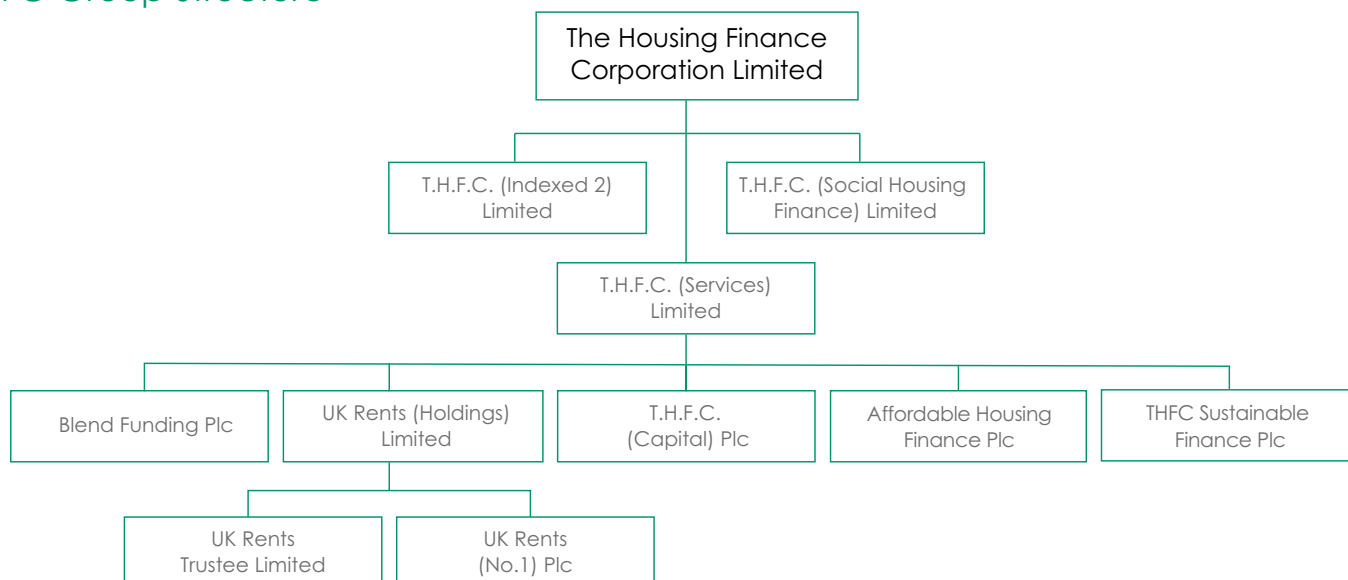 Group structure
The Housing Finance
Corporation Limited
T.H.F.C. (Indexed 2)
Limited
T.H.F.C. (Social Housing
Finance) Limited
T.H.F.C. (Services)
Limited
Blend Funding Plc
UK Rents (Holdings)
Limited
T.H.F.C.
(Capital) Plc
Affordable Housing
Finance Plc
THFC Sustainable
Finance Plc
UK Rents
Trustee Limited
UK Rents
(No.1) Plc